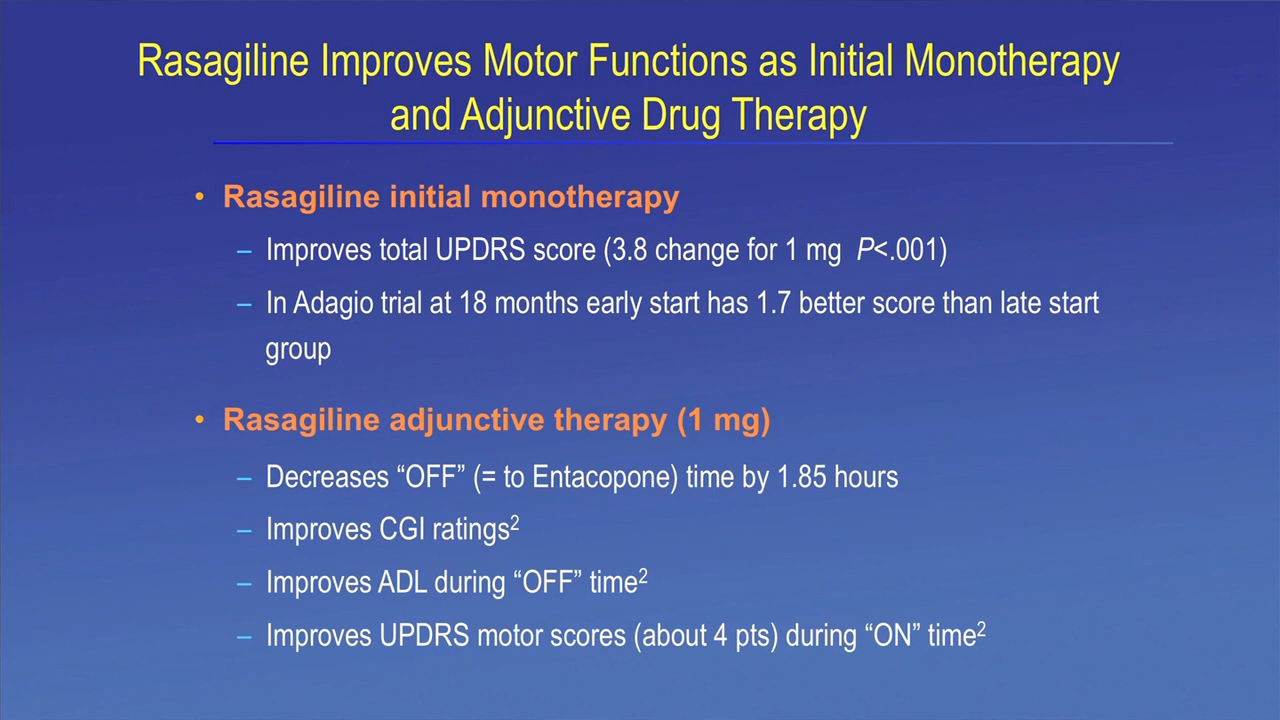 Rasagiline Improves Motor Functions as Initial Monotherapy
and Adjunctive Drug Therapy
• Rasagiline initial monotherapy
– Improves total UPDRS score (3.8 change for 1 mg P<.001)
– In Adagio trial at 18 months early start has 1.7 better score than late start
group
• Rasagiline adjunctive therapy (1 mg)
– Decreases “OFF” (= to Entacopone) time by 1.85 hours
– Improves CGI ratings²
– Improves ADL during “OFF” time²
– Improves UPDRS motor scores (about 4 pts) during “ON” time²